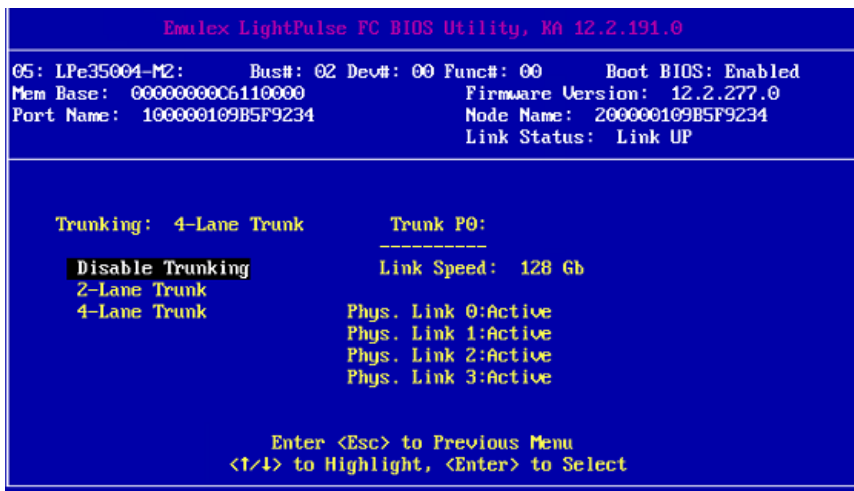 Emulex LightPulse FC BIOS Utility, KA 12.2.191.0
05: LPe35004-M2: Bus#: 02 Dev#: 00 Func#: 00 Boot BIOS: Enabled
Mem Base: 00000000C6110000 Firmware Version: 12.2.277.0
Port Name: 100000109B5F9234 Node Name: 200000109B5F9234
Link Status: Link UP
Trunking: 4-Lane Trunk Trunk P0:
----------
Disable Trunking Link Speed: 128 Gb
2-Lane Trunk
4-Lane Trunk Phys. Link 0:Active
Phys. Link 1:Active
Phys. Link 2:Active
Phys. Link 3:Active
Enter <Esc> to Previous Menu
<↑/↓> to Highlight, <Enter> to Select